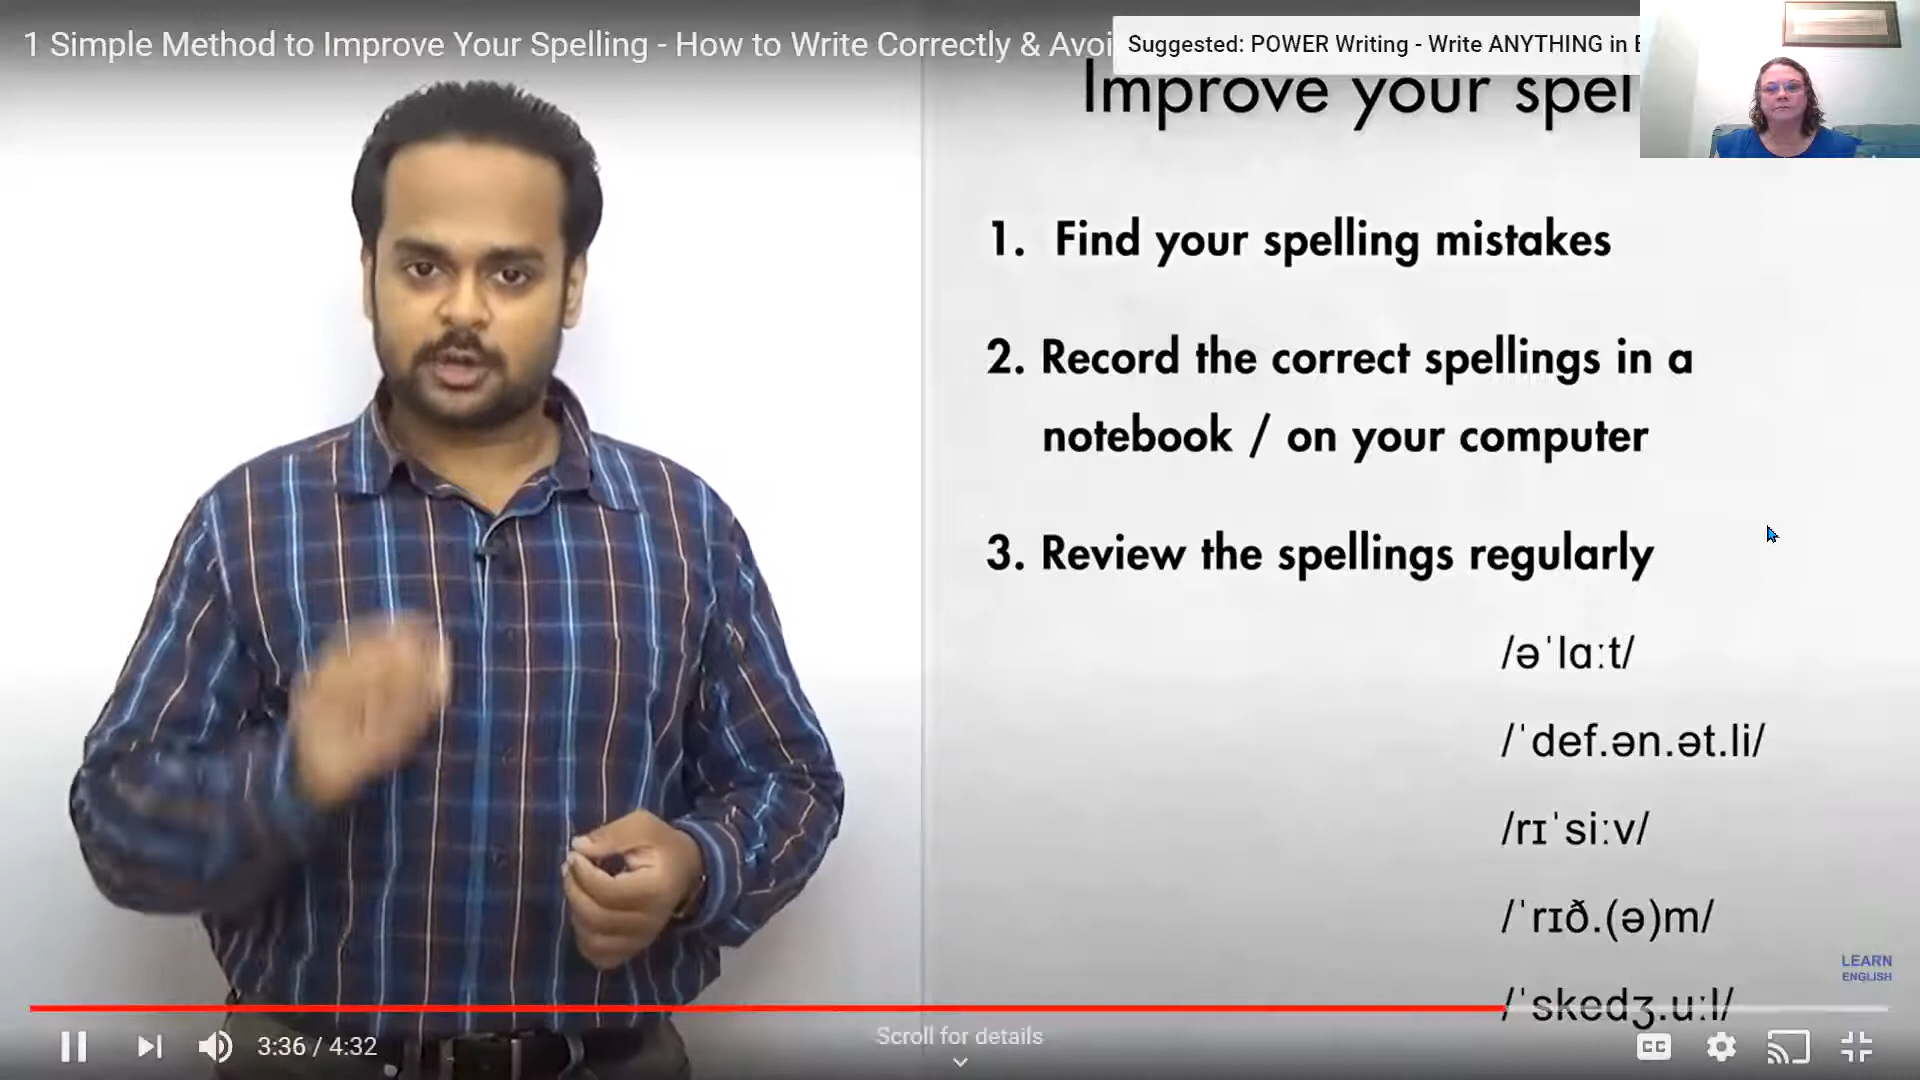 1 Simple Method to Improve Your Spelling - How to Write Correctly & Avoi
Suggested: POWER Writing - Write ANYTHING in E
Improve your spel
1. Find your spelling mistakes
2. Record the correct spellings in a
notebook / on your computer
3. Review the spellings regularly
/əˈlɑːt/
/ˈdef.ən.ət.li/
/rɪˈsiːv/
/ˈrɪð.(ə)m/
/ˈskedʒ.uːl/
LEARN
ENGLISH
3:36 / 4:32
Scroll for details
CC